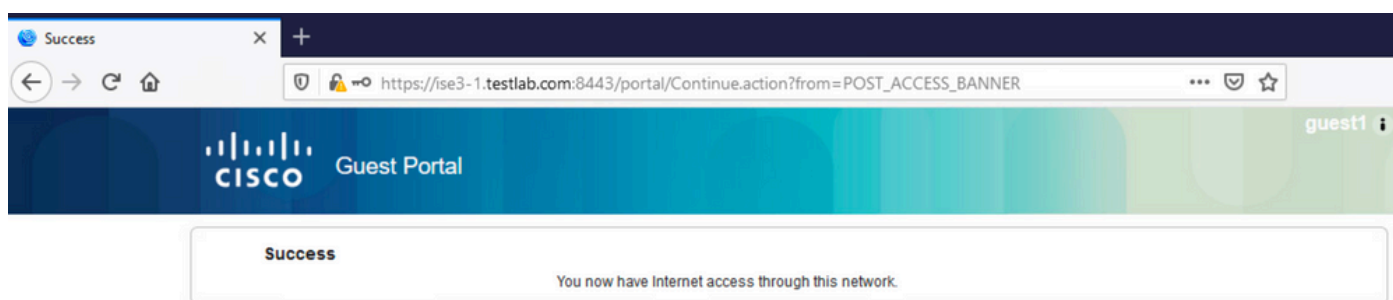 Success
https://ise3-1.testlab.com:8443/portal/Continue.action?from=POST_ACCESS_BANNER
guest1
CISCO
Guest Portal
Success
You now have Internet access through this network.